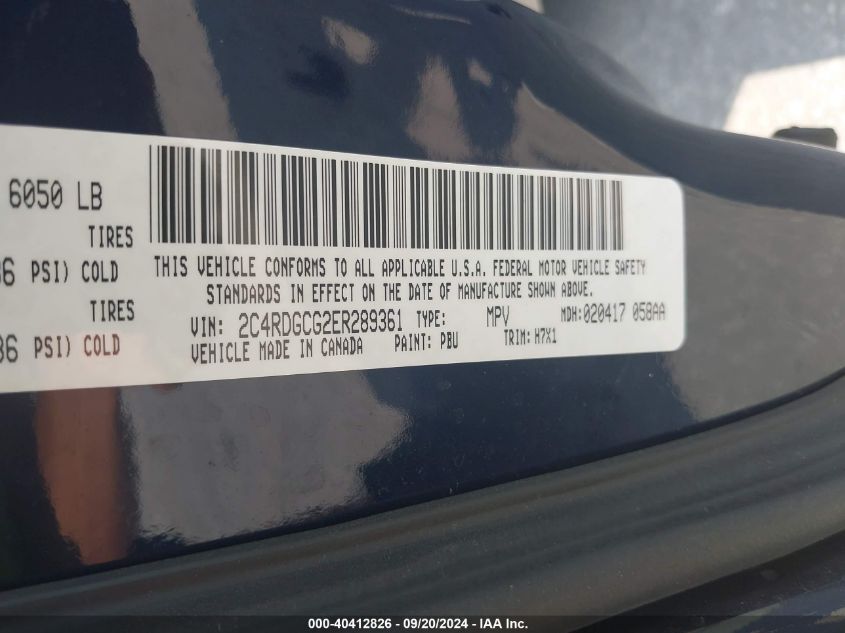 6050 LB
TIRES
36 PSI) COLD
TIRES
36 PSI) COLD
THIS VEHICLE CONFORMS TO ALL APPLICABLE U.S.A. FEDERAL MOTOR VEHICLE SAFETY
STANDARDS IN EFFECT ON THE DATE OF MANUFACTURE SHOWN ABOVE.
VIN: 2C4RDGCG2ER289361 TYPE: MPV MDH:020417 058AA
VEHICLE MADE IN CANADA PAINT: PBU TRIM: H7X1
000-40412826 / 09/20/2024 - IAA Inc.